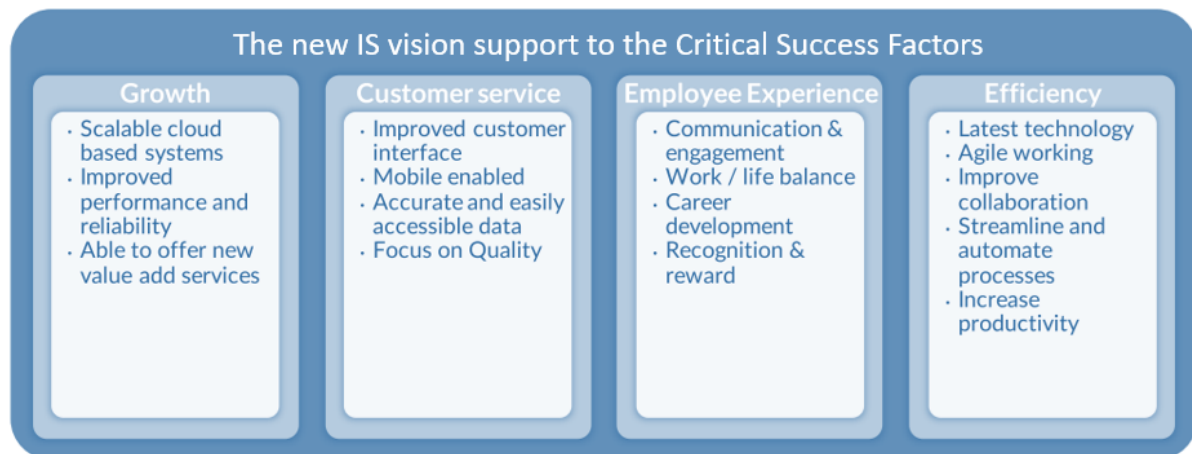 The new IS vision support to the Critical Success Factors
Growth
· Scalable cloud
based systems
· Improved
performance and
reliability
· Able to offer new
value add services
Customer service
· Improved customer
interface
· Mobile enabled
· Accurate and easily
accessible data
· Focus on Quality
Employee Experience
· Communication &
engagement
· Work / life balance
· Career
development
· Recognition &
reward
Efficiency
· Latest technology
· Agile working
· Improve
collaboration
· Streamline and
automate
processes
· Increase
productivity